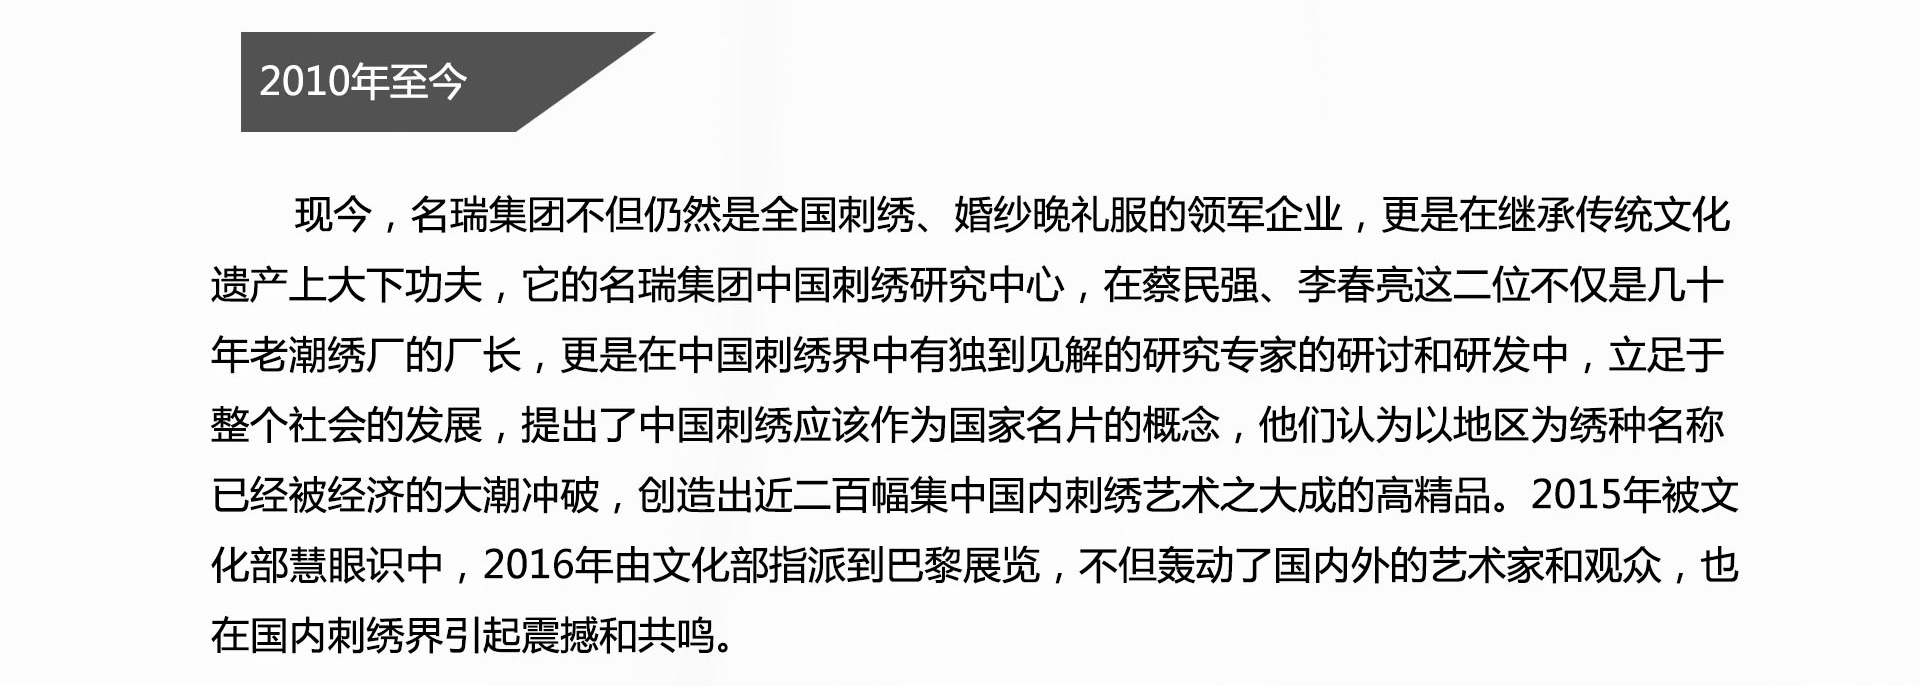 2010年至今
现今，名瑞集团不但仍然是全国刺绣、婚纱晚礼服的领军企业，更是在继承传统文化
遗产上大下功夫，它的名瑞集团中国刺绣研究中心，在蔡民强、李春亮这二位不仅是几十
年老潮绣厂的厂长，更是在中国刺绣界中有独到见解的研究专家的研讨和研发中，立足于
整个社会的发展，提出了中国刺绣应该作为国家名片的概念，他们认为以地区为绣种名称
已经被经济的大潮冲破，创造出近二百幅集中国内刺绣艺术之大成的高精品。2015年被文
化部慧眼识中，2016年由文化部指派到巴黎展览，不但轰动了国内外的艺术家和观众，也
在国内刺绣界引起震撼和共鸣。